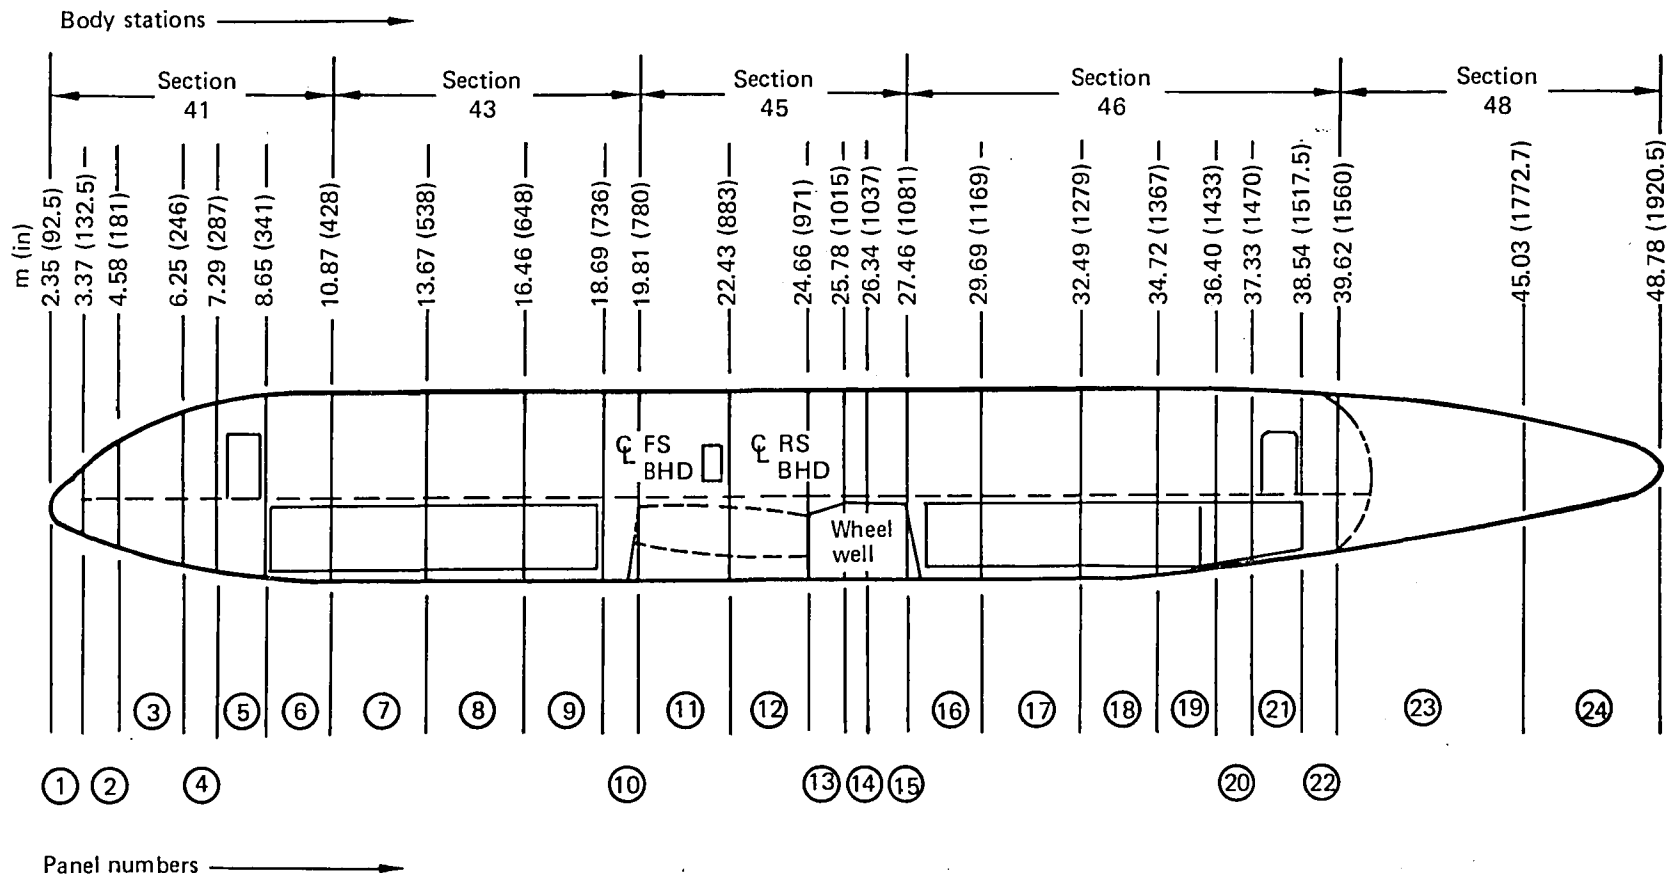 Body stations
Section
41
Section
43
Section
45
Section
46
Section
48
m (in)
2.35 (92.5)
3.37 (132.5)
4.58 (181)
6.25 (246)
7.29 (287)
8.65 (341)
10.87 (428)
13.67 (538)
16.46 (648)
18.69 (736)
19.81 (780)
22.43 (883)
24.66 (971)
25.78 (1015)
26.34 (1037)
27.46 (1081)
29.69 (1169)
32.49 (1279)
34.72 (1367)
36.40 (1433)
37.33 (1470)
38.54 (1517.5)
39.62 (1560)
45.03 (1772.7)
48.78 (1920.5)
℄ FS
BHD
℄ RS
BHD
Wheel
well
3 5 6 7 8 9 11 12 16 17 18 19 21 23 24
1 2 4 10 13 14 15 20 22
Panel numbers